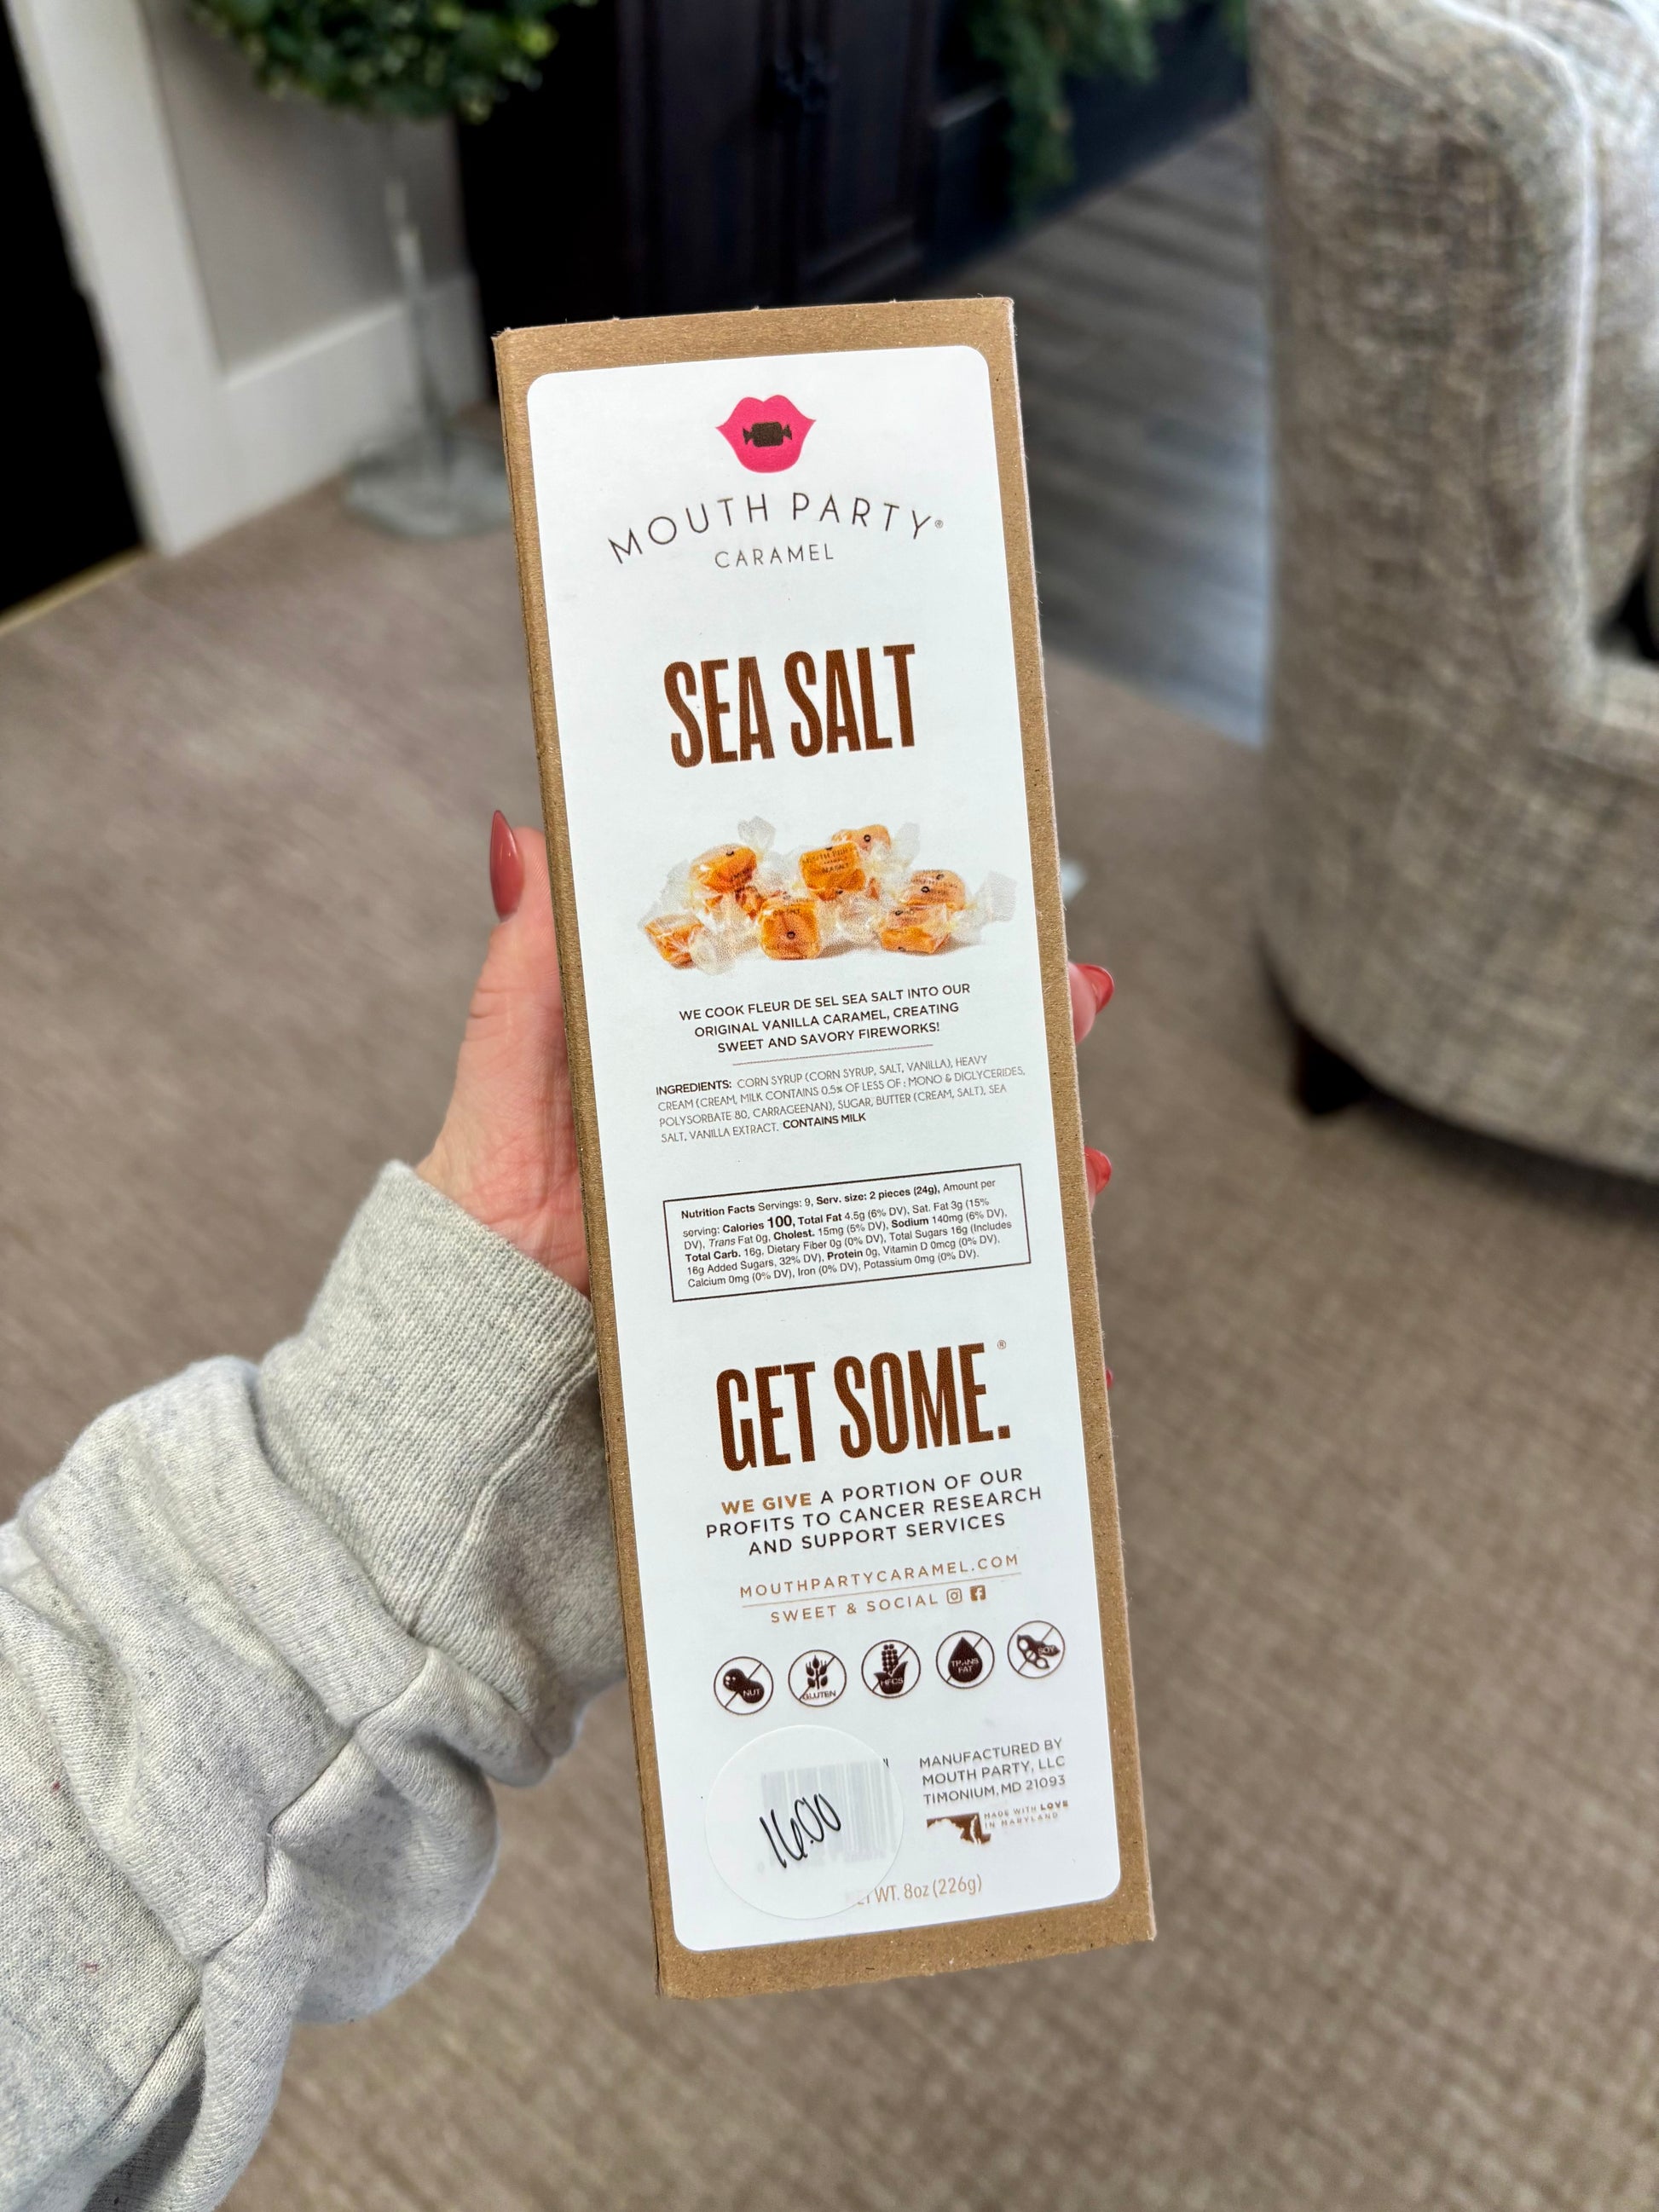 MOUTH PARTY®
CARAMEL
SEA SALT
WE COOK FLEUR DE SEL SEA SALT INTO OUR
ORIGINAL VANILLA CARAMEL, CREATING
SWEET AND SAVORY FIREWORKS!
INGREDIENTS: CORN SYRUP (CORN SYRUP, SALT, VANILLA), HEAVY
CREAM (CREAM, MILK CONTAINS 0.5% OF LESS OF : MONO & DIGLYCERIDES,
POLYSORBATE 80, CARRAGEENAN), SUGAR, BUTTER (CREAM, SALT), SEA
SALT, VANILLA EXTRACT. CONTAINS MILK
Nutrition Facts Servings: 9, Serv. size: 2 pieces (24g), Amount per
serving: Calories 100, Total Fat 4.5g (6% DV), Sat. Fat 3g (15%
DV), Trans Fat 0g, Cholest. 15mg (5% DV), Sodium 140mg (6% DV),
Total Carb. 16g, Dietary Fiber 0g (0% DV), Total Sugars 16g (Includes
16g Added Sugars, 32% DV), Protein 0g, Vitamin D 0mcg (0% DV),
Calcium 0mg (0% DV), Iron (0% DV), Potassium 0mg (0% DV).
GET SOME.®
WE GIVE A PORTION OF OUR
PROFITS TO CANCER RESEARCH
AND SUPPORT SERVICES
MOUTHPARTYCARAMEL.COM
SWEET & SOCIAL
NUT
GLUTEN
HFCS
TRANS
FAT
SOY
MANUFACTURED BY
MOUTH PARTY, LLC
TIMONIUM, MD 21093
MADE WITH LOVE
IN MARYLAND
16.00
WT. 8oz (226g)